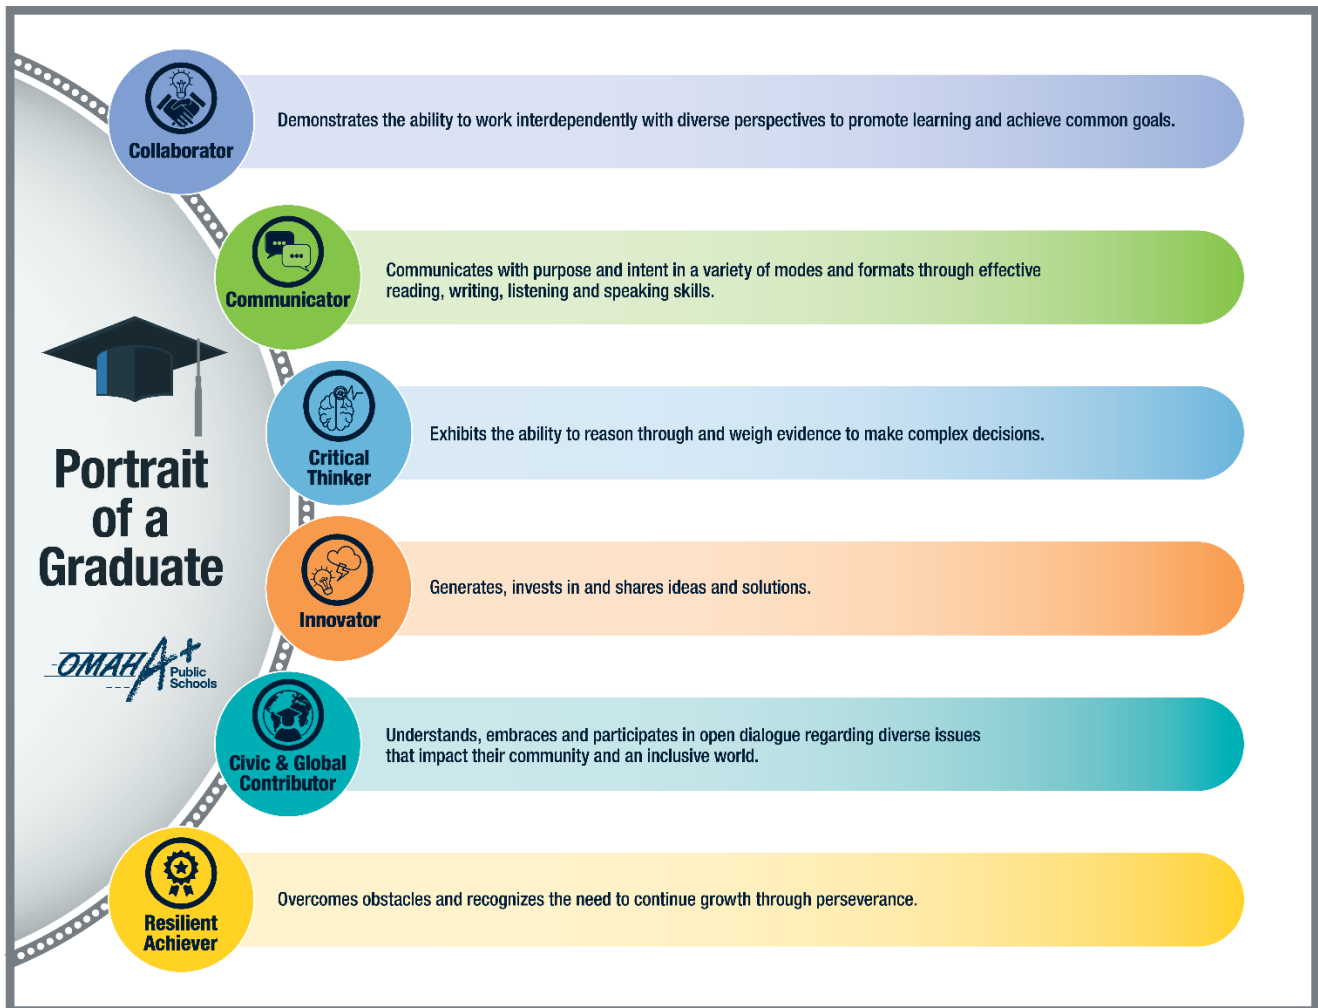 Collaborator
Demonstrates the ability to work interdependently with diverse perspectives to promote learning and achieve common goals.
Communicator
Communicates with purpose and intent in a variety of modes and formats through effective
reading, writing, listening and speaking skills.
Portrait
of a
Graduate
OMAHA+
Public
Schools
Critical
Thinker
Exhibits the ability to reason through and weigh evidence to make complex decisions.
Innovator
Generates, invests in and shares ideas and solutions.
Civic & Global
Contributor
Understands, embraces and participates in open dialogue regarding diverse issues
that impact their community and an inclusive world.
Resilient
Achiever
Overcomes obstacles and recognizes the need to continue growth through perseverance.